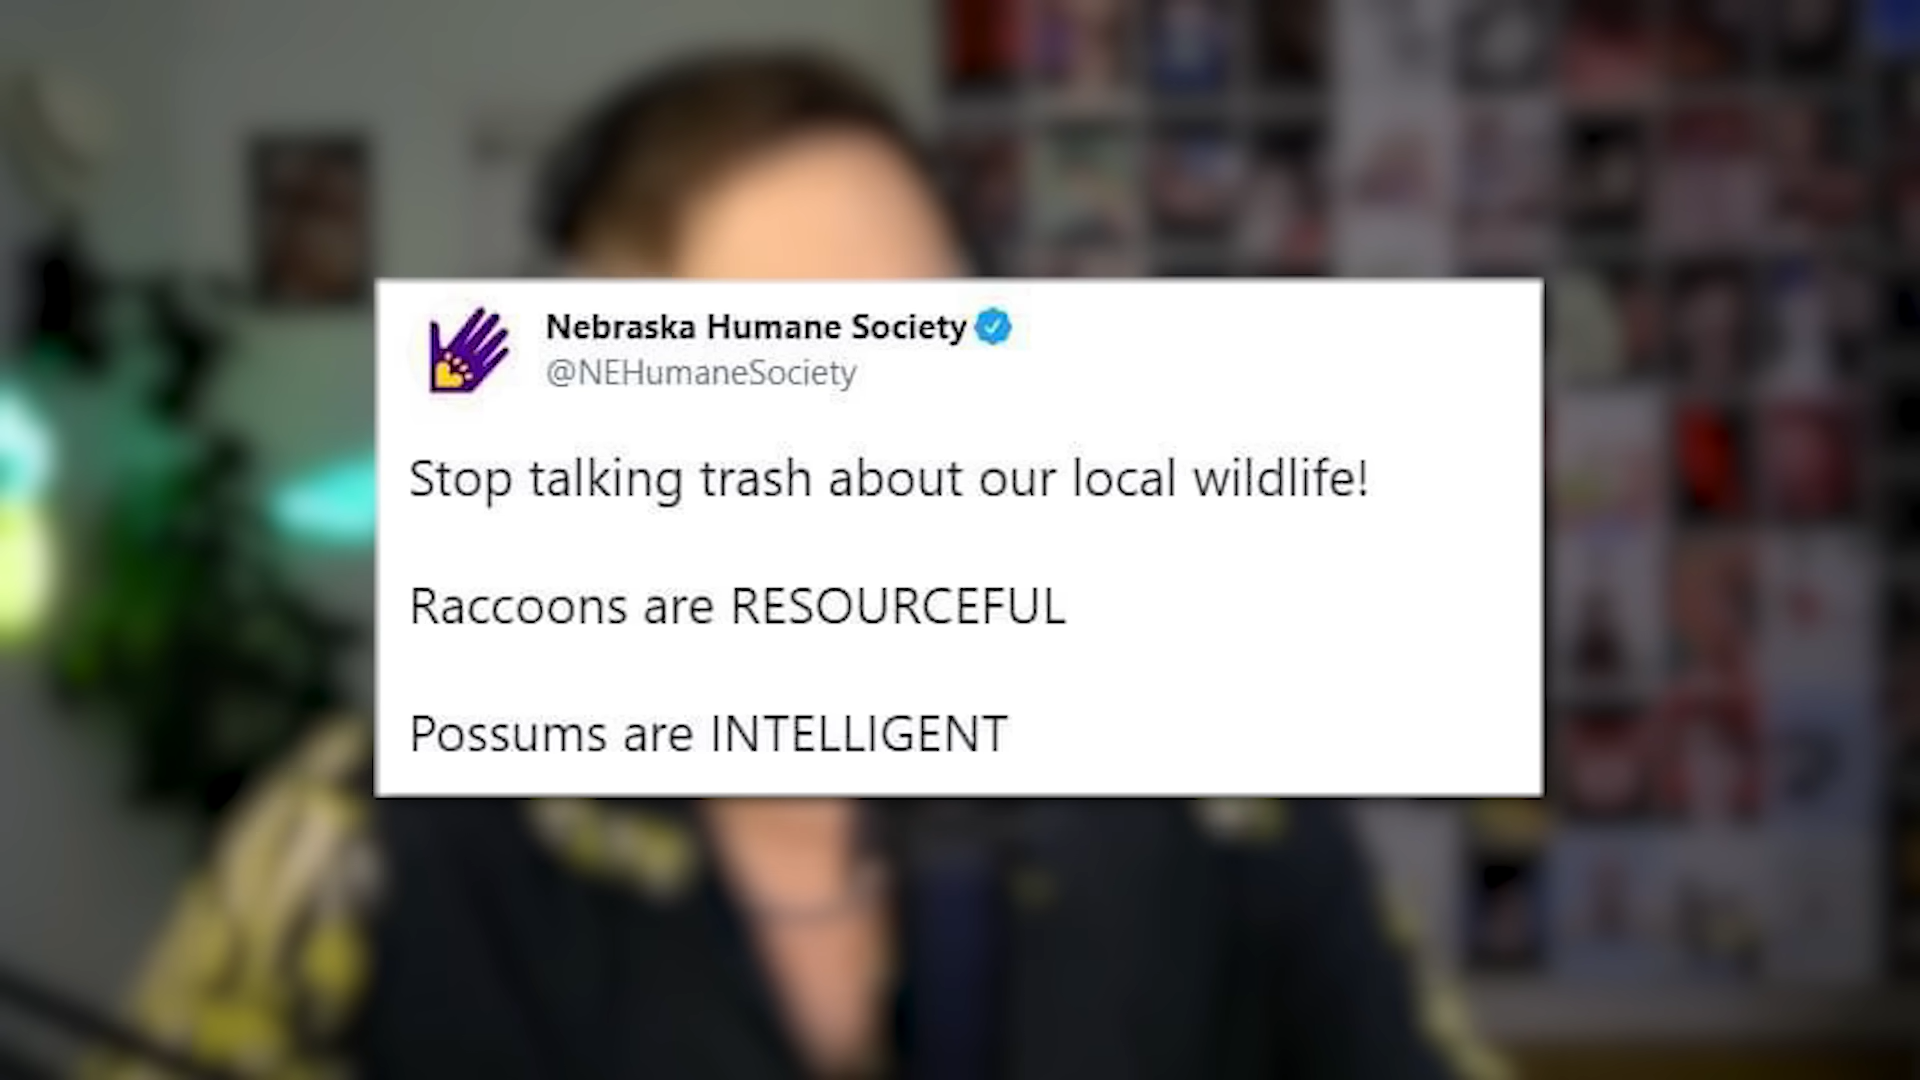 Nebraska Humane Society
@NEHumaneSociety
Stop talking trash about our local wildlife!
Raccoons are RESOURCEFUL
Possums are INTELLIGENT